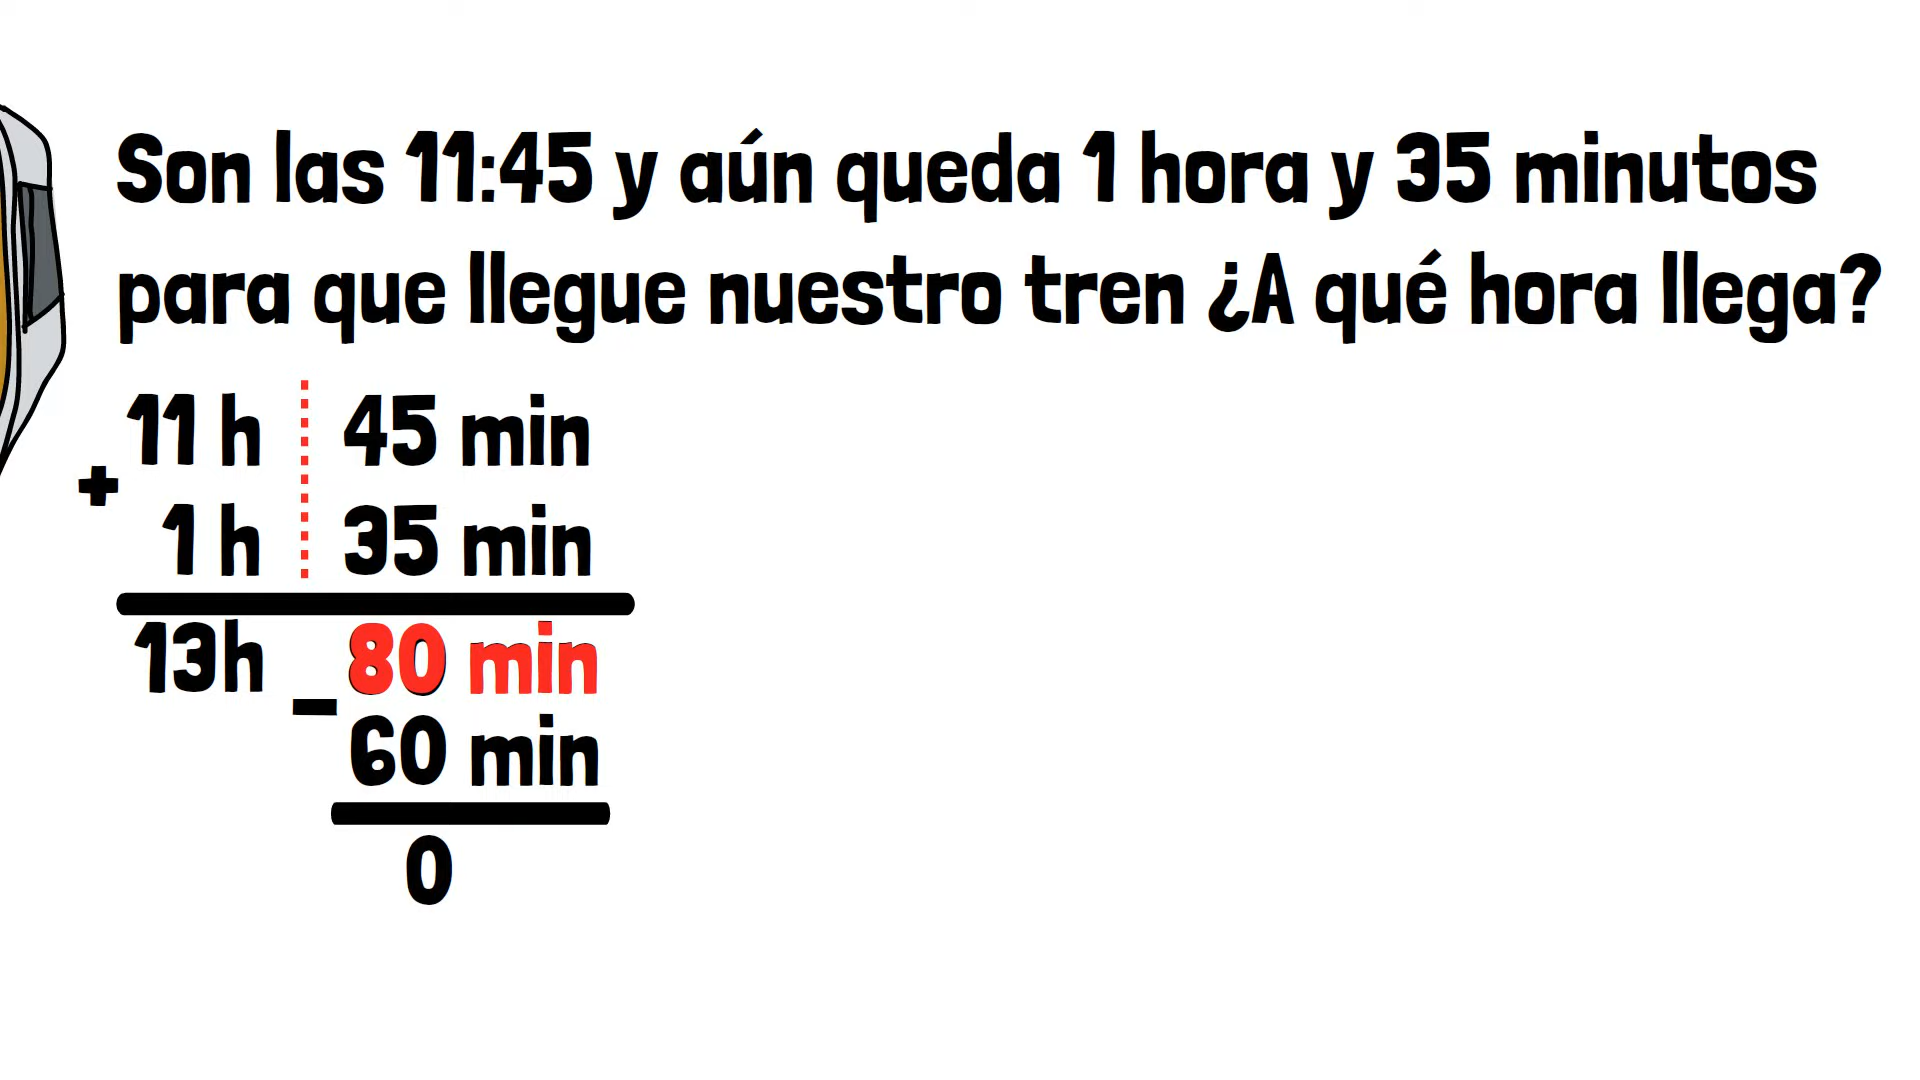 Son las 11:45 y aún queda 1 hora y 35 minutos
para que llegue nuestro tren ¿A qué hora llega?
11 h 45 min
+
1 h 35 min
13h 80 min
-
60 min
0